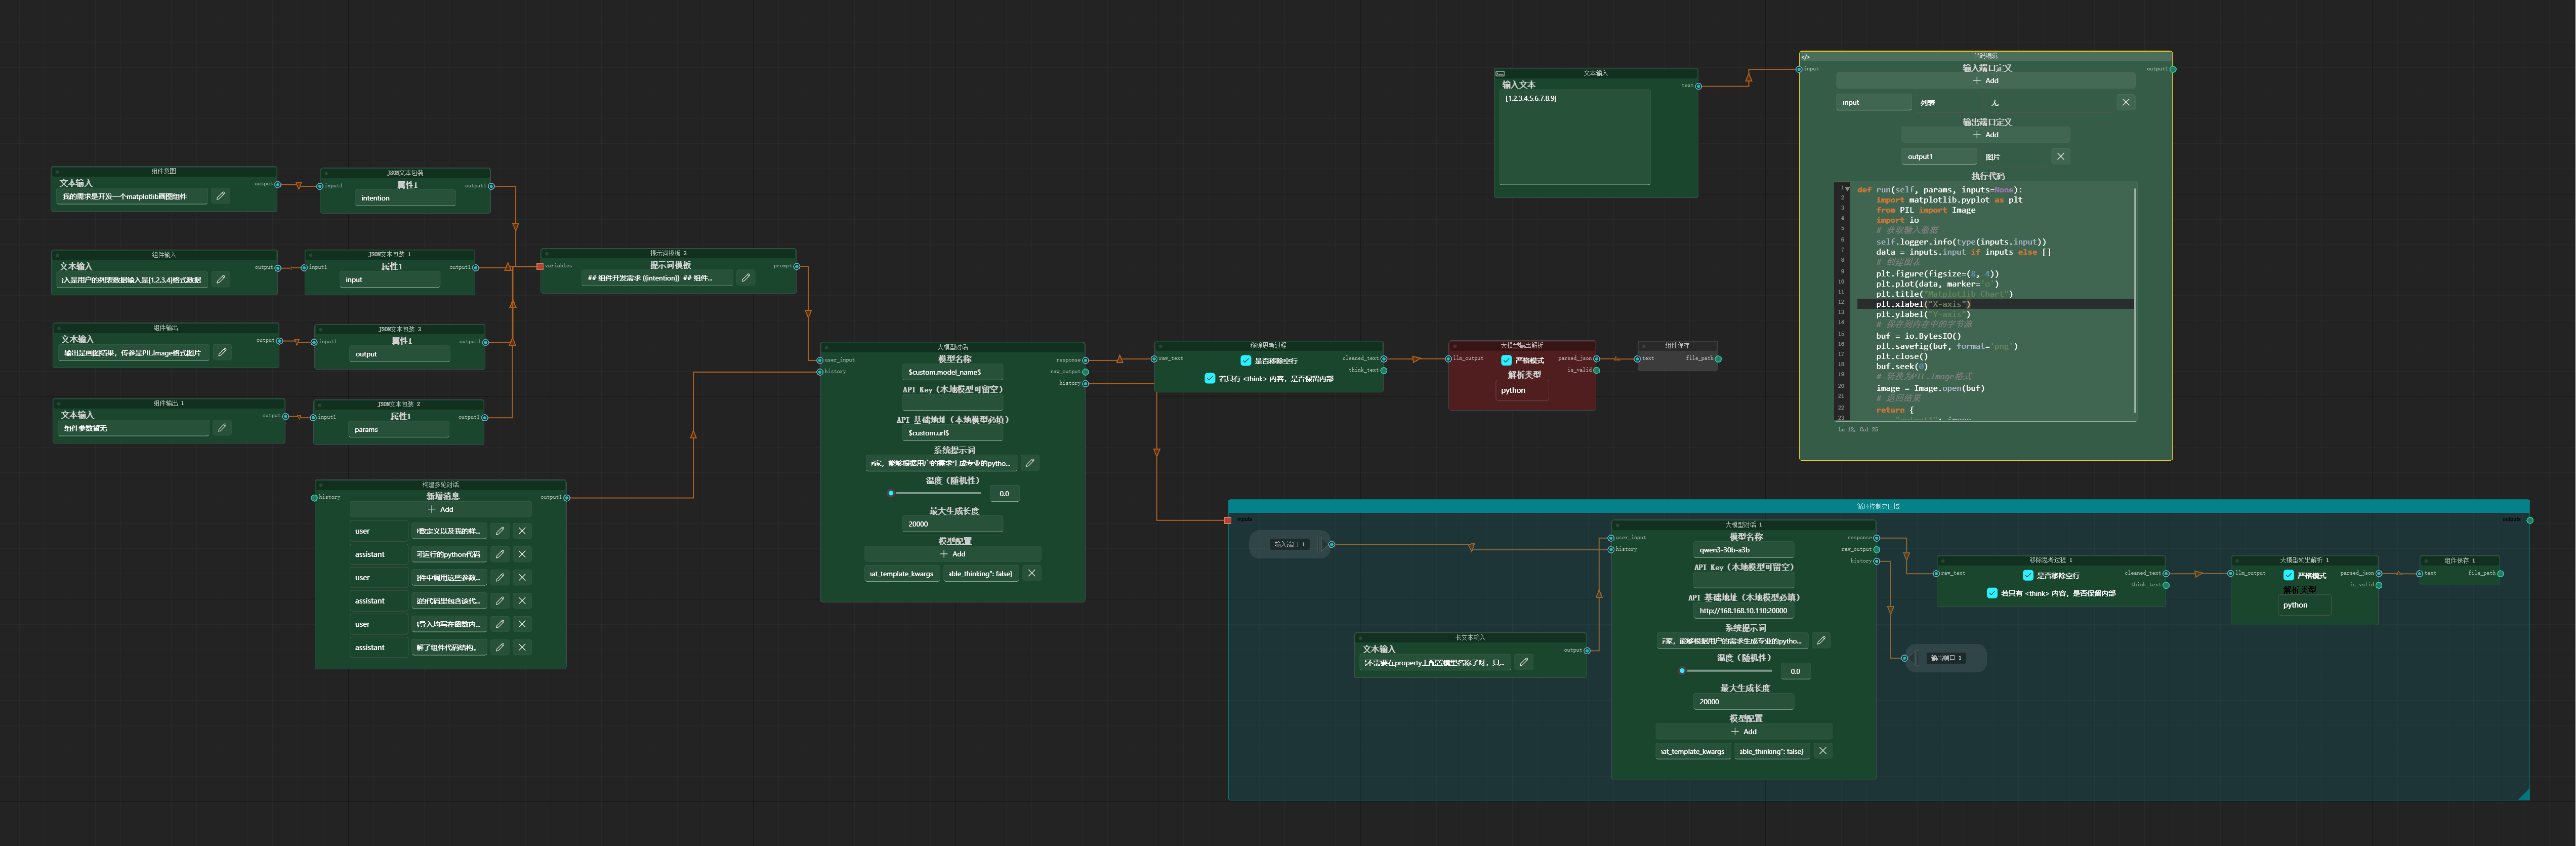 组件意图
文本输入
output
我的需求是开发一个matplotlib画图组件
JSON文本包装
input1
属性1
output1
intention
组件输入
文本输入
output
入是用户的列表数据输入是[1,2,3,4]格式数据
JSON文本包装 1
input1
属性1
output1
input
组件输出
文本输入
output
输出是画图结果，传参是PILImage格式图片
JSON文本包装 3
input1
属性1
output1
output
组件输出 1
文本输入
output
组件参数暂无
JSON文本包装 2
input1
属性1
output1
params
提示词模板 3
variables
提示词模板
prompt
## 组件开发需求 {{intention}} ## 组件...
构建多轮对话
history
新增消息
output1
Add
user
数定义以及我的样...
assistant
可运行的python代码
user
件中调用这些参数...
assistant
的代码里包含该代...
user
导入均写在函数内...
assistant
解了组件代码结构。
大模型对话
user_input
history
模型名称
response
raw_output
history
$custom.model_name$
API Key（本地模型可留空）
API 基础地址（本地模型必填）
$custom.url$
系统提示词
家，能够根据用户的需求生成专业的pytho...
温度（随机性）
0.0
最大生成长度
20000
模型配置
Add
at_template_kwargs
able_thinking": false}
移除思考过程
raw_text
是否移除空行
cleaned_text
think_text
若只有 <think> 内容，是否保留内部
大模型输出解析
llm_output
严格模式
parsed_json
is_valid
解析类型
python
组件保存
text
file_path
文本输入
输入文本
text
[1,2,3,4,5,6,7,8,9]
代码编辑
input
输入端口定义
output1
Add
input
列表
无
输出端口定义
Add
output1
图片
执行代码
1 def run(self, params, inputs=None):
2 import matplotlib.pyplot as plt
3 from PIL import Image
4 import io
5 # 获取输入数据
6 self.logger.info(type(inputs.input))
7 data = inputs.input if inputs else []
8 # 创建图表
9 plt.figure(figsize=(8, 4))
10 plt.plot(data, marker='o')
11 plt.title("Matplotlib Chart")
12 plt.xlabel("X-axis")
13 plt.ylabel("Y-axis")
14 # 保存到内存中的字节流
15 buf = io.BytesIO()
16 plt.savefig(buf, format='png')
17 plt.close()
18 buf.seek(0)
19 # 转换为PIL.Image格式
20 image = Image.open(buf)
21 # 返回结果
22 return {
23 "output1": image
Ln 12, Col 25
循环控制流区域
inputs
outputs
输入端口 1
长文本输入
文本输入
output
不需要在property上配置模型名称了呀，只...
大模型对话 1
user_input
history
模型名称
response
raw_output
history
qwen3-30b-a3b
API Key（本地模型可留空）
API 基础地址（本地模型必填）
http://168.168.10.110:20000
系统提示词
家，能够根据用户的需求生成专业的pytho...
温度（随机性）
0.0
最大生成长度
20000
模型配置
Add
at_template_kwargs
able_thinking": false}
输出端口 1
移除思考过程 1
raw_text
是否移除空行
cleaned_text
think_text
若只有 <think> 内容，是否保留内部
大模型输出解析 1
llm_output
严格模式
parsed_json
is_valid
解析类型
python
组件保存 1
text
file_path